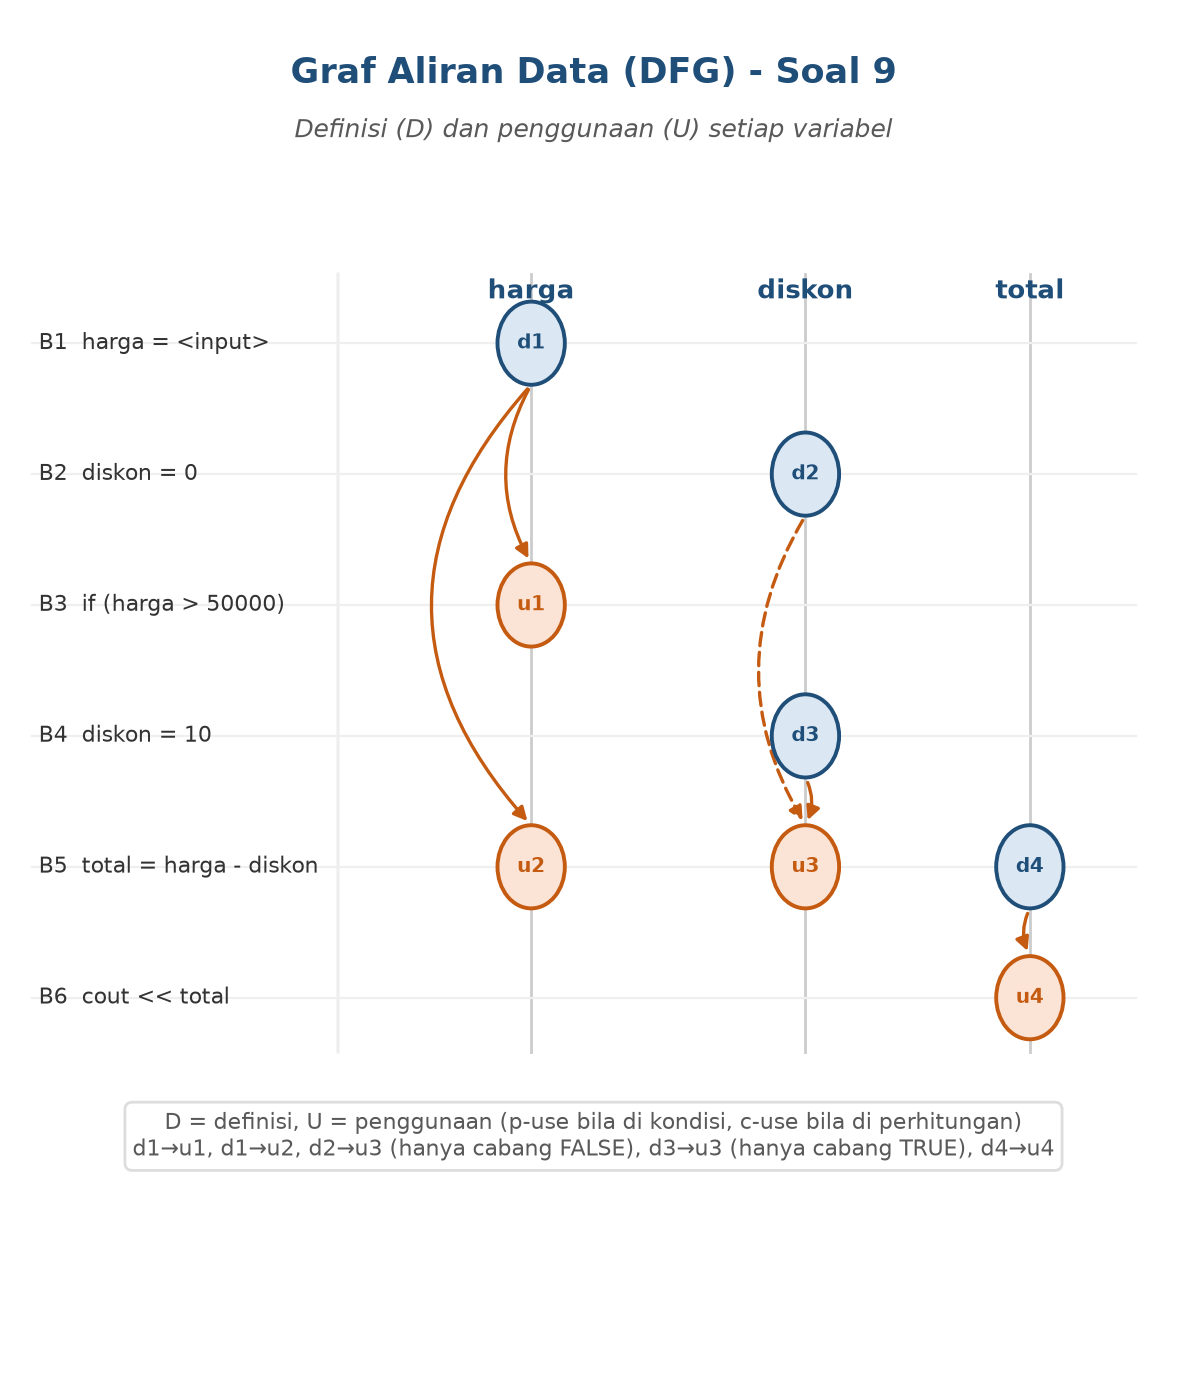 Graf Aliran Data (DFG) - Soal 9
Definisi (D) dan penggunaan (U) setiap variabel
harga diskon total
B1 harga = <input> d1
B2 diskon = 0 d2
B3 if (harga > 50000) u1
B4 diskon = 10 d3
B5 total = harga - diskon u2 u3 d4
B6 cout << total u4
D = definisi, U = penggunaan (p-use bila di kondisi, c-use bila di perhitungan)
d1→u1, d1→u2, d2→u3 (hanya cabang FALSE), d3→u3 (hanya cabang TRUE), d4→u4